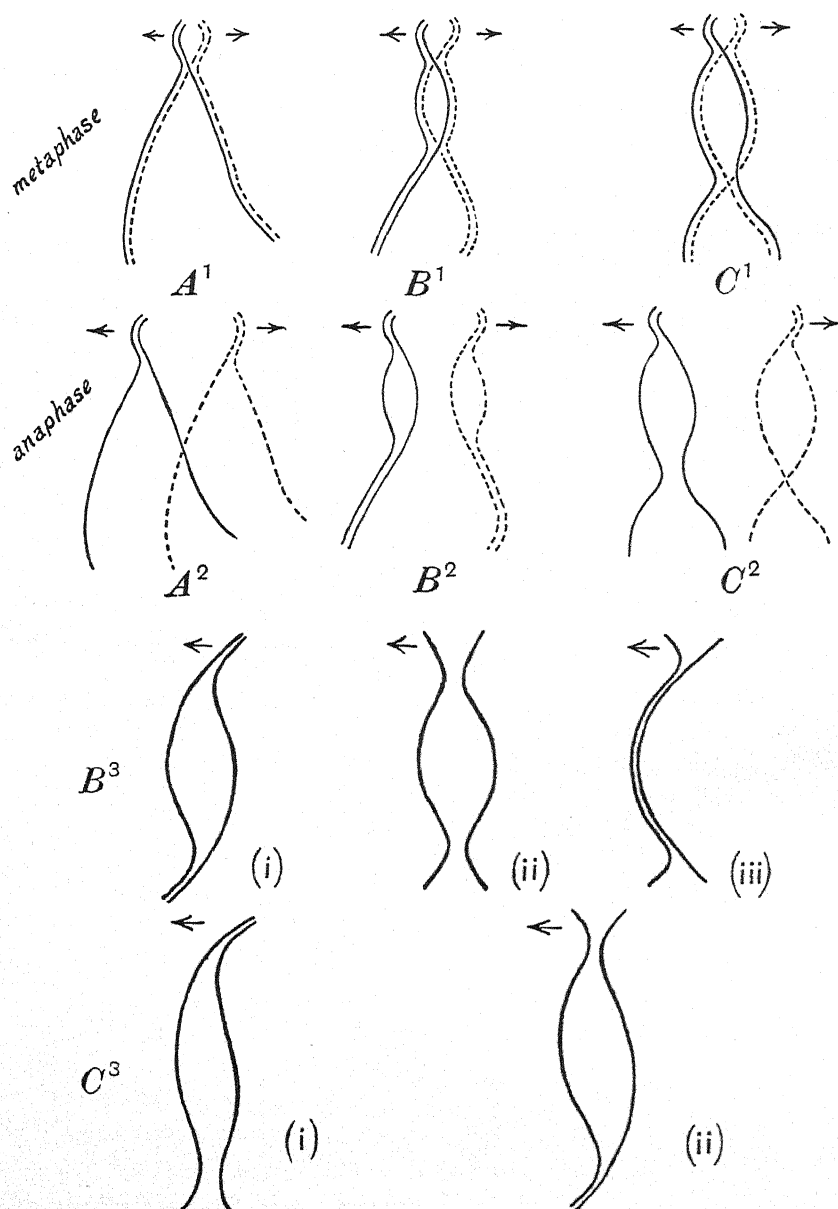 metaphase
A¹ B¹ C¹
anaphase
A² B² C²
B³
(i) (ii) (iii)
C³
(i) (ii)